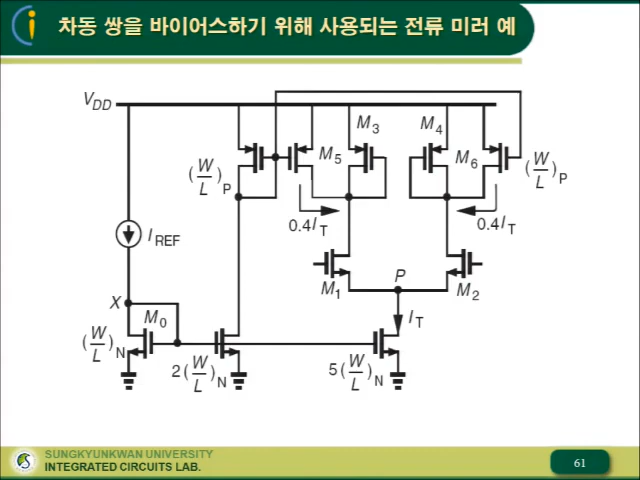 차동 쌍을 바이어스하기 위해 사용되는 전류 미러 예
VDD
M3
M4
M5
M6
(W/L)P
(W/L)P
0.4IT
0.4IT
IREF
M1
P
M2
X
M0
IT
(W/L)N
2(W/L)N
5(W/L)N
SUNGKYUNKWAN UNIVERSITY
INTEGRATED CIRCUITS LAB.
61